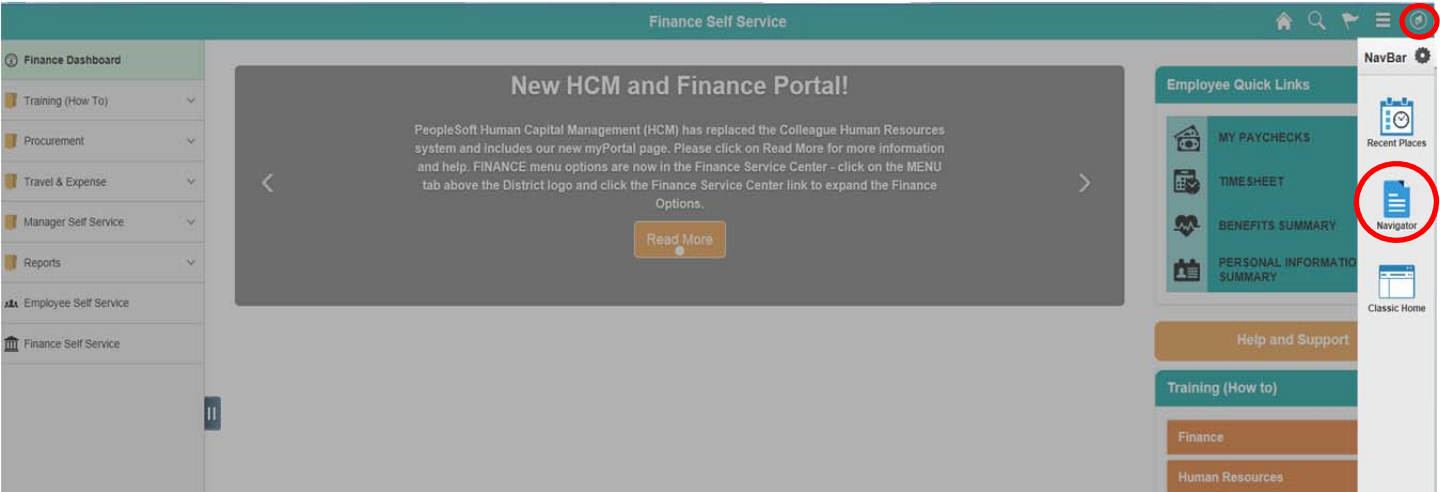 Finance Self Service
Finance Dashboard
Training (How To)
Procurement
Travel & Expense
Manager Self Service
Reports
Employee Self Service
Finance Self Service
New HCM and Finance Portal!
PeopleSoft Human Capital Management (HCM) has replaced the Colleague Human Resources
system and includes our new myPortal page. Please click on Read More for more information
and help. FINANCE menu options are now in the Finance Service Center - click on the MENU
tab above the District logo and click the Finance Service Center link to expand the Finance
Options.
Read More
Employee Quick Links
MY PAYCHECKS
TIMESHEET
BENEFITS SUMMARY
PERSONAL INFORMATIO
SUMMARY
Help and Support
Training (How to)
Finance
Human Resources
NavBar
Recent Places
Navigator
Classic Home